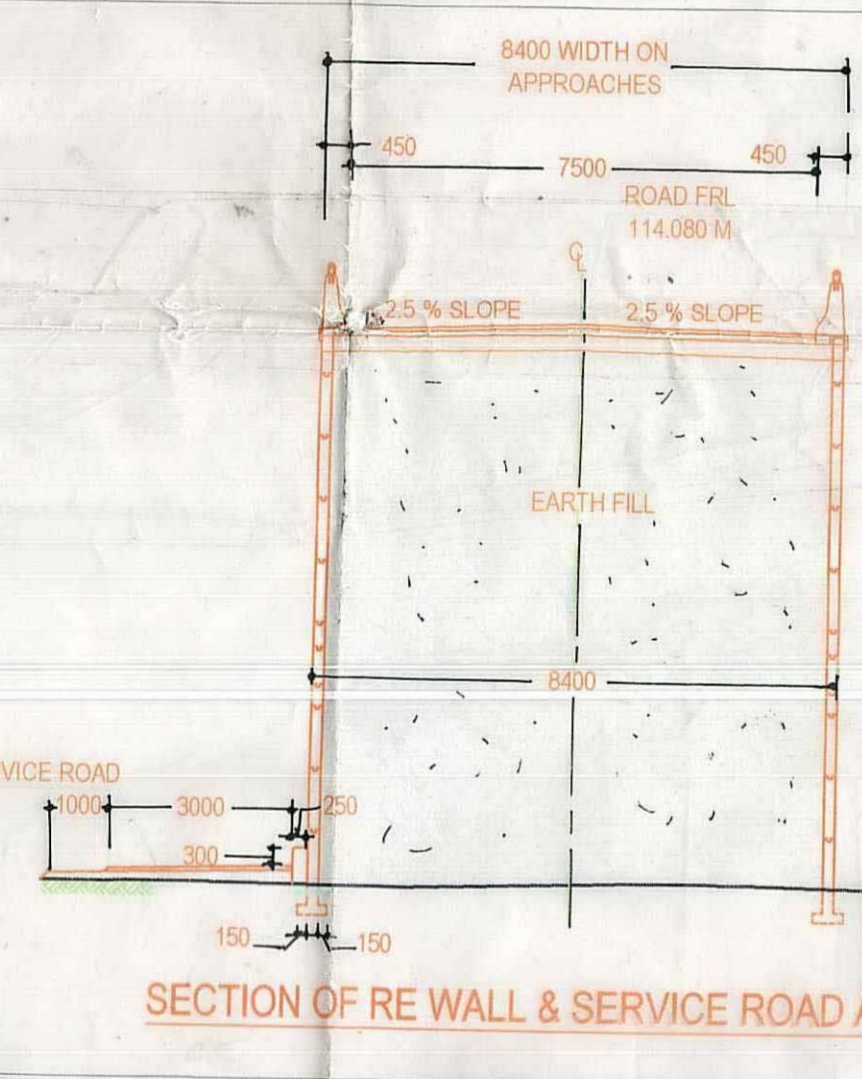 8400 WIDTH ON
APPROACHES
450
7500
450
ROAD FRL
114.080 M
CL
2.5 % SLOPE
2.5 % SLOPE
EARTH FILL
8400
VICE ROAD
1000
3000
250
300
150
150
SECTION OF RE WALL & SERVICE ROAD A